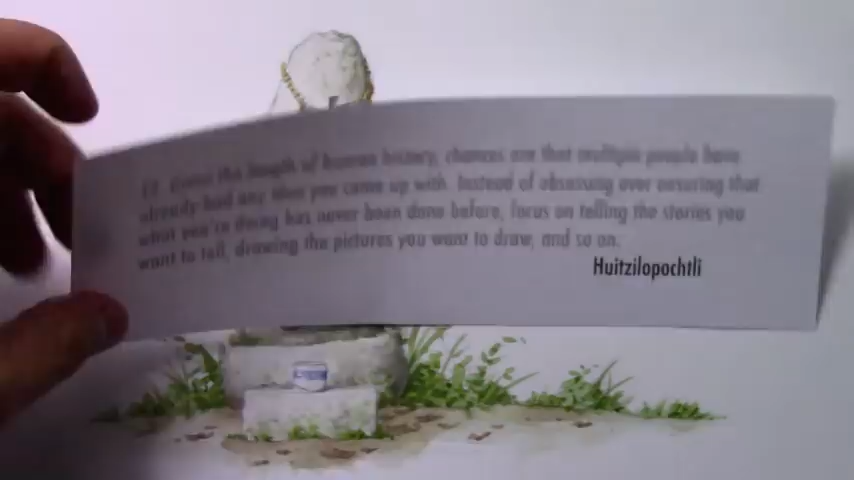 given the length of human history, chances are that multiple people have
already had any idea you come up with. Instead of obsessing over ensuring that
what you're doing has never been done before, focus on telling the stories you
want to tell, drawing the pictures you want to draw, and so on.
Huitzilopochtli